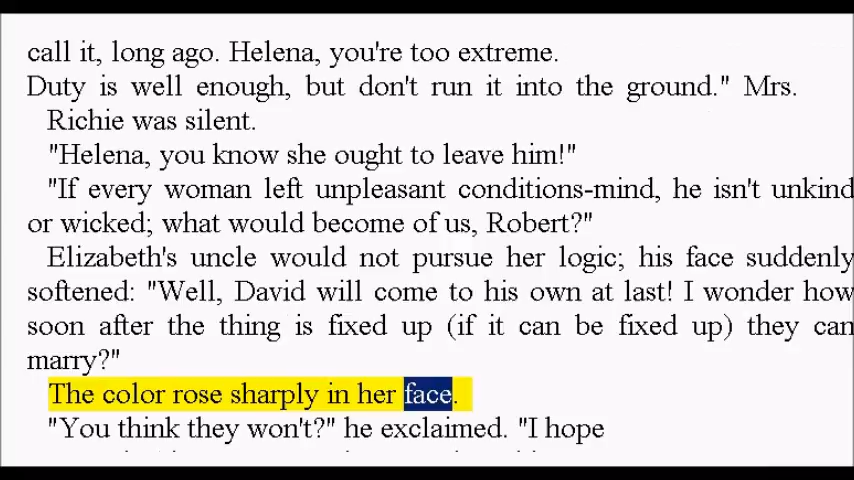 call it, long ago. Helena, you're too extreme.
Duty is well enough, but don't run it into the ground." Mrs.
Richie was silent.
"Helena, you know she ought to leave him!"
"If every woman left unpleasant conditions-mind, he isn't unkind
or wicked; what would become of us, Robert?"
Elizabeth's uncle would not pursue her logic; his face suddenly
softened: "Well, David will come to his own at last! I wonder how
soon after the thing is fixed up (if it can be fixed up) they can
marry?"
The color rose sharply in her face.
"You think they won't?" he exclaimed. "I hope